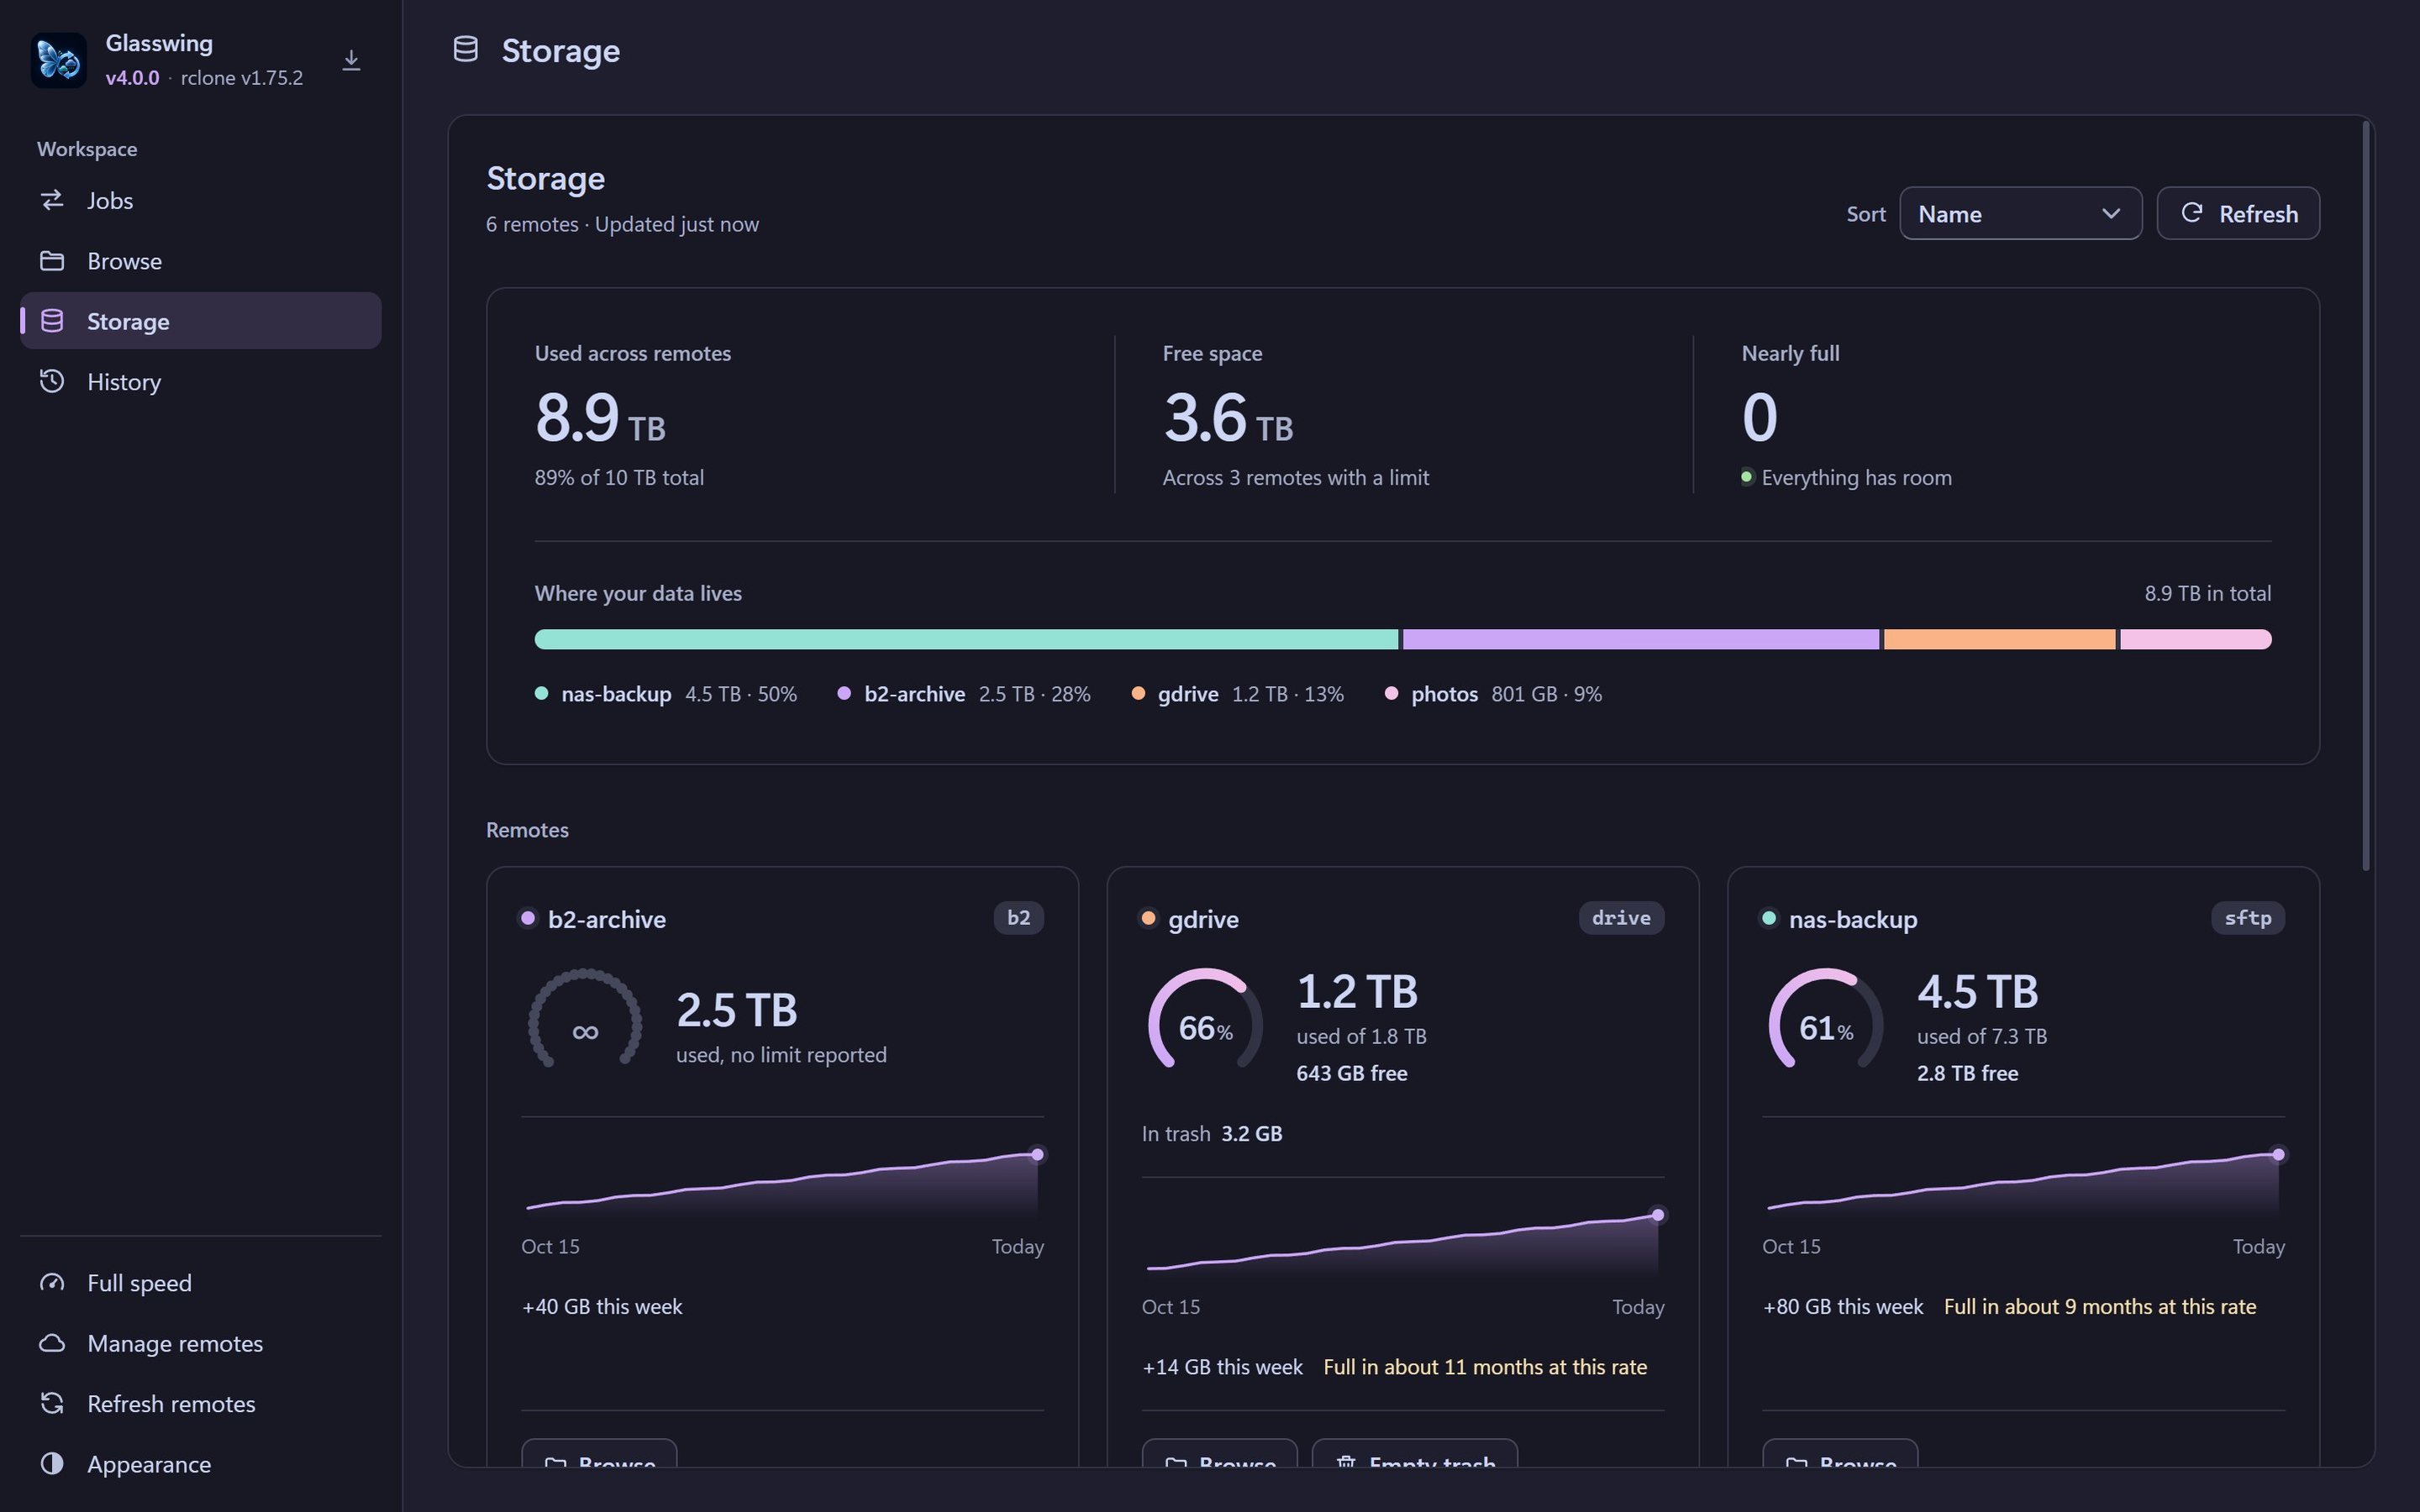 Glasswing
v4.0.0 · rclone v1.75.2
Workspace
Jobs
Browse
Storage
History
Full speed
Manage remotes
Refresh remotes
Appearance
Storage
Storage
6 remotes · Updated just now
Sort
Name
Refresh
Used across remotes
8.9 TB
89% of 10 TB total
Free space
3.6 TB
Across 3 remotes with a limit
Nearly full
0
Everything has room
Where your data lives
8.9 TB in total
nas-backup 4.5 TB · 50%
b2-archive 2.5 TB · 28%
gdrive 1.2 TB · 13%
photos 801 GB · 9%
Remotes
b2-archive
b2
∞
2.5 TB
used, no limit reported
Oct 15
Today
+40 GB this week
Browse
gdrive
drive
66%
1.2 TB
used of 1.8 TB
643 GB free
In trash 3.2 GB
Oct 15
Today
+14 GB this week Full in about 11 months at this rate
Browse
Empty trash
nas-backup
sftp
61%
4.5 TB
used of 7.3 TB
2.8 TB free
Oct 15
Today
+80 GB this week Full in about 9 months at this rate
Browse